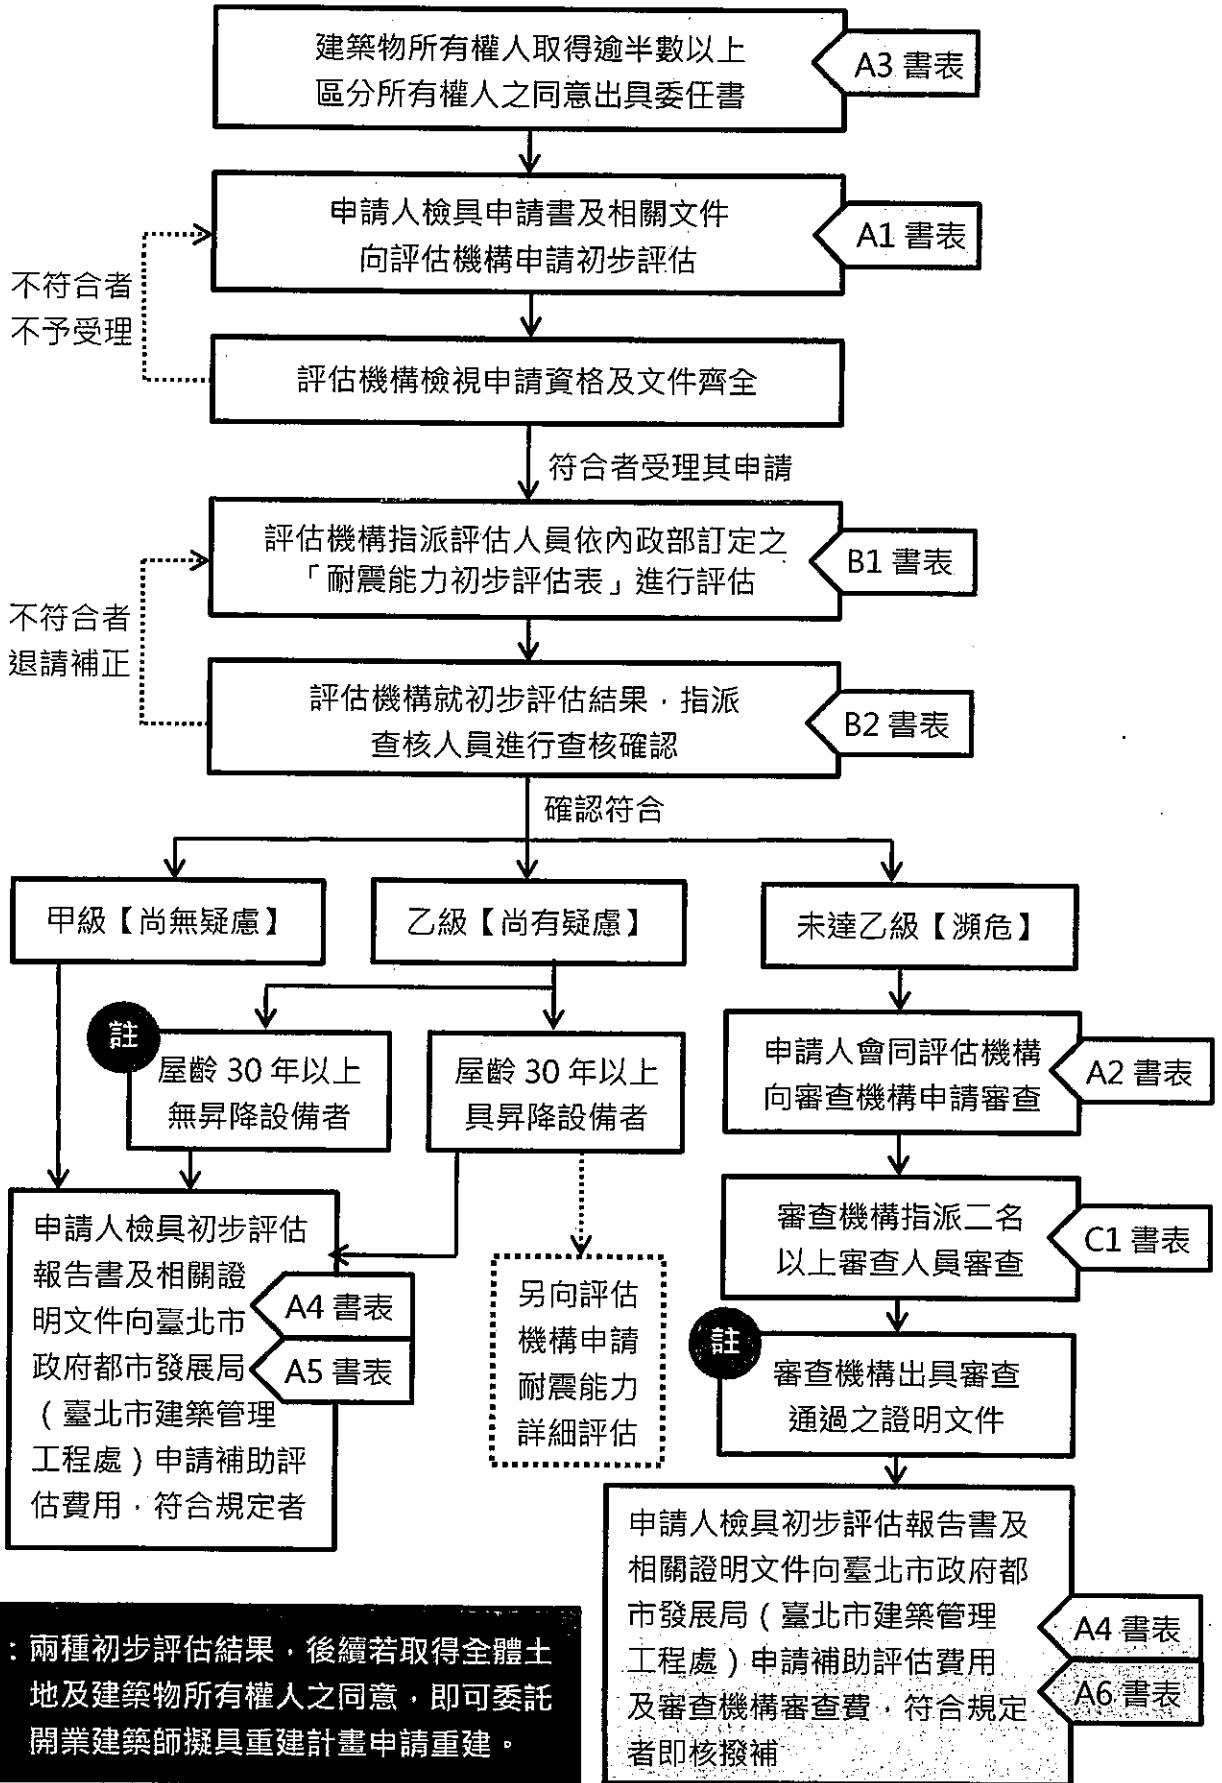 建築物所有權人取得逾半數以上
區分所有權人之同意出具委任書
A3 書表
申請人檢具申請書及相關文件
向評估機構申請初步評估
A1 書表
不符合者
不予受理
評估機構檢視申請資格及文件齊全
符合者受理其申請
評估機構指派評估人員依內政部訂定之
「耐震能力初步評估表」進行評估
B1 書表
不符合者
退請補正
評估機構就初步評估結果，指派
查核人員進行查核確認
B2 書表
確認符合
甲級【尚無疑慮】
乙級【尚有疑慮】
未達乙級【瀕危】
註
屋齡 30 年以上
無昇降設備者
屋齡 30 年以上
具昇降設備者
申請人會同評估機構
向審查機構申請審查
A2 書表
審查機構指派二名
以上審查人員審查
C1 書表
申請人檢具初步評估
報告書及相關證
明文件向臺北市
政府都市發展局
（臺北市建築管理
工程處）申請補助評
估費用，符合規定者
A4 書表
A5 書表
另向評估
機構申請
耐震能力
詳細評估
註
審查機構出具審查
通過之證明文件
申請人檢具初步評估報告書及
相關證明文件向臺北市政府都
市發展局（臺北市建築管理
工程處）申請補助評估費用
及審查機構審查費，符合規定
者即核撥補
A4 書表
A6 書表
：兩種初步評估結果，後續若取得全體土
地及建築物所有權人之同意，即可委託
開業建築師擬具重建計畫申請重建。